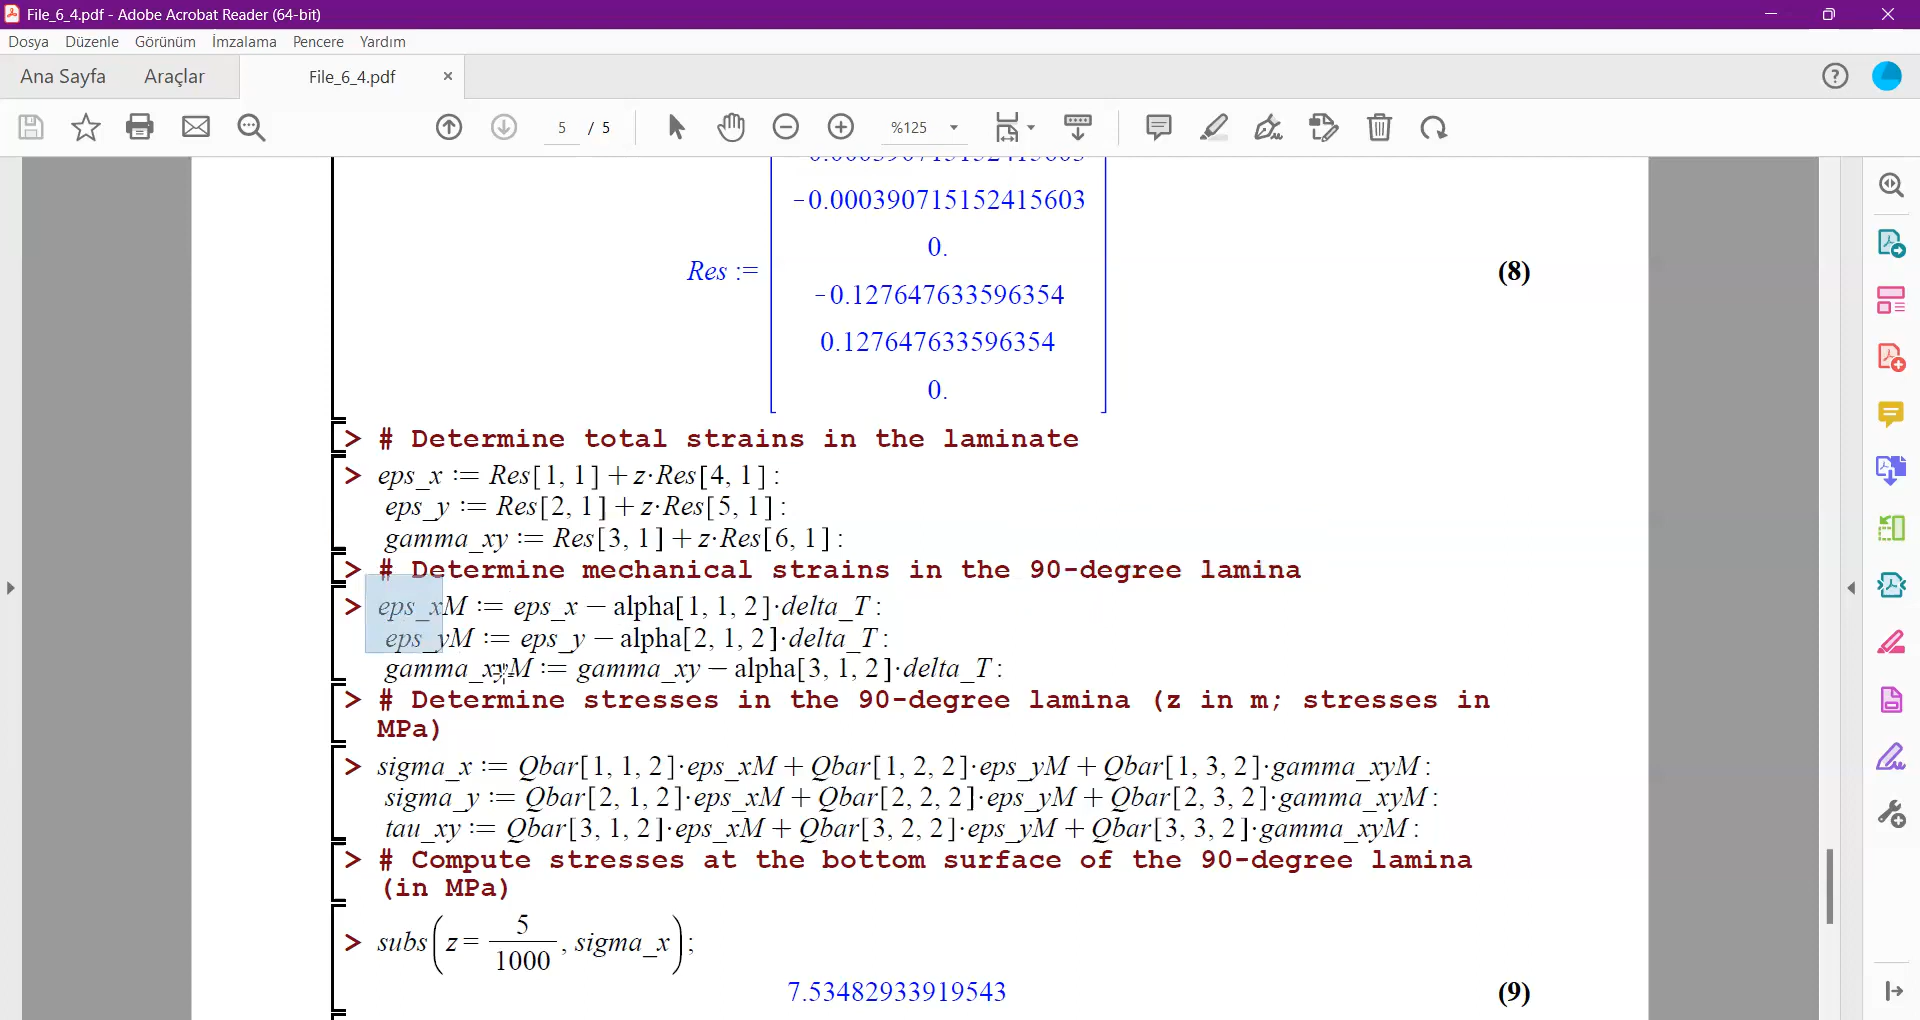 File_6_4.pdf - Adobe Acrobat Reader (64-bit)
Dosya Düzenle Görünüm İmzalama Pencere Yardım
Ana Sayfa Araçlar File_6_4.pdf ×
5 / 5 %125
-0.000390715152415603
-0.000390715152415603
0.
Res := (8)
-0.127647633596354
0.127647633596354
0.
> # Determine total strains in the laminate
> eps_x := Res[1, 1] + z·Res[4, 1] :
eps_y := Res[2, 1] + z·Res[5, 1] :
gamma_xy := Res[3, 1] + z·Res[6, 1] :
> # Determine mechanical strains in the 90-degree lamina
> eps_xM := eps_x − alpha[1, 1, 2]·delta_T :
eps_yM := eps_y − alpha[2, 1, 2]·delta_T :
gamma_xyM := gamma_xy − alpha[3, 1, 2]·delta_T :
> # Determine stresses in the 90-degree lamina (z in m; stresses in
MPa)
> sigma_x := Qbar[1, 1, 2]·eps_xM + Qbar[1, 2, 2]·eps_yM + Qbar[1, 3, 2]·gamma_xyM :
sigma_y := Qbar[2, 1, 2]·eps_xM + Qbar[2, 2, 2]·eps_yM + Qbar[2, 3, 2]·gamma_xyM :
tau_xy := Qbar[3, 1, 2]·eps_xM + Qbar[3, 2, 2]·eps_yM + Qbar[3, 3, 2]·gamma_xyM :
> # Compute stresses at the bottom surface of the 90-degree lamina
(in MPa)
> subs(z = 5/1000, sigma_x);
7.53482933919543 (9)